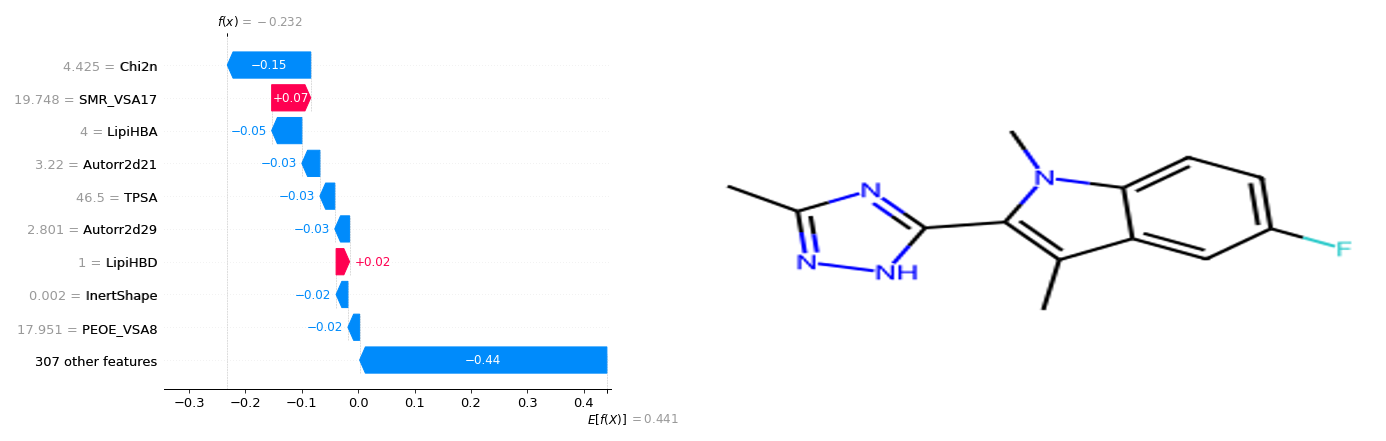 f(x) = −0.232
4.425 = Chi2n
−0.15
19.748 = SMR_VSA17
+0.07
4 = LipiHBA
−0.05
3.22 = Autorr2d21
−0.03
46.5 = TPSA
−0.03
2.801 = Autorr2d29
−0.03
1 = LipiHBD
+0.02
0.002 = InertShape
−0.02
17.951 = PEOE_VSA8
−0.02
307 other features
−0.44
−0.3 −0.2 −0.1 0.0 0.1 0.2 0.3 0.4
E[f(X)] = 0.441
N
N
N
NH
F